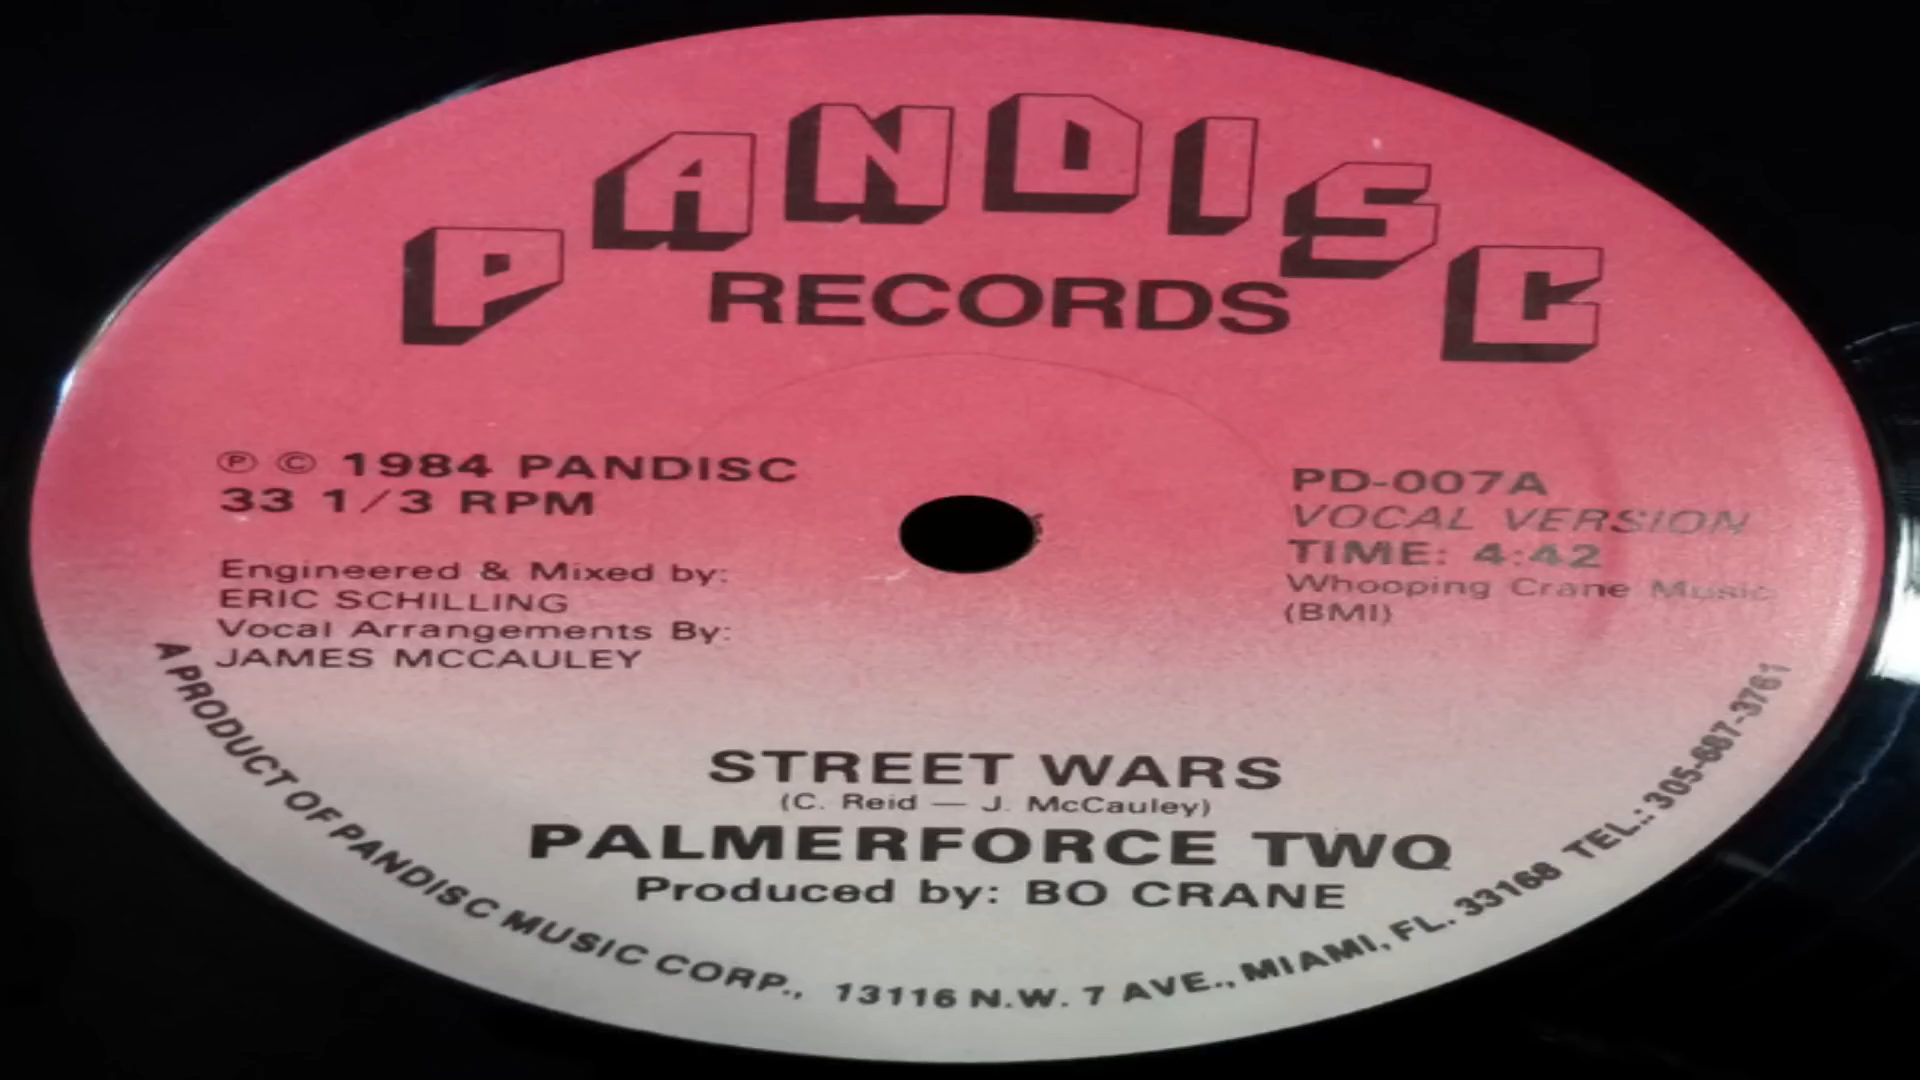 PANDISC
RECORDS
℗ © 1984 PANDISC
33 1/3 RPM
Engineered & Mixed by:
ERIC SCHILLING
Vocal Arrangements By:
JAMES MCCAULEY
PD-007A
VOCAL VERSION
TIME: 4:42
Whooping Crane Music
(BMI)
STREET WARS
(C. Reid — J. McCauley)
PALMERFORCE TWO
Produced by: BO CRANE
A PRODUCT OF PANDISC MUSIC CORP., 13116 N.W. 7 AVE., MIAMI, FL. 33168 TEL.: 305-687-3761